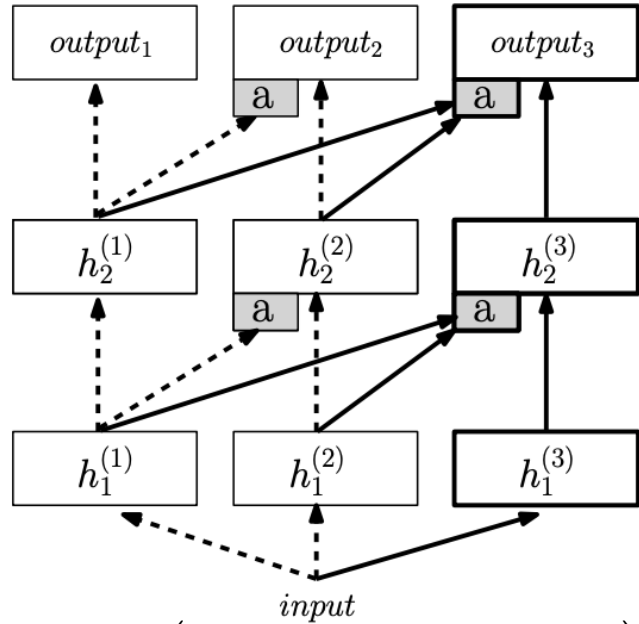 output₁ output₂ output₃
a a
h₂⁽¹⁾ h₂⁽²⁾ h₂⁽³⁾
a a
h₁⁽¹⁾ h₁⁽²⁾ h₁⁽³⁾
input